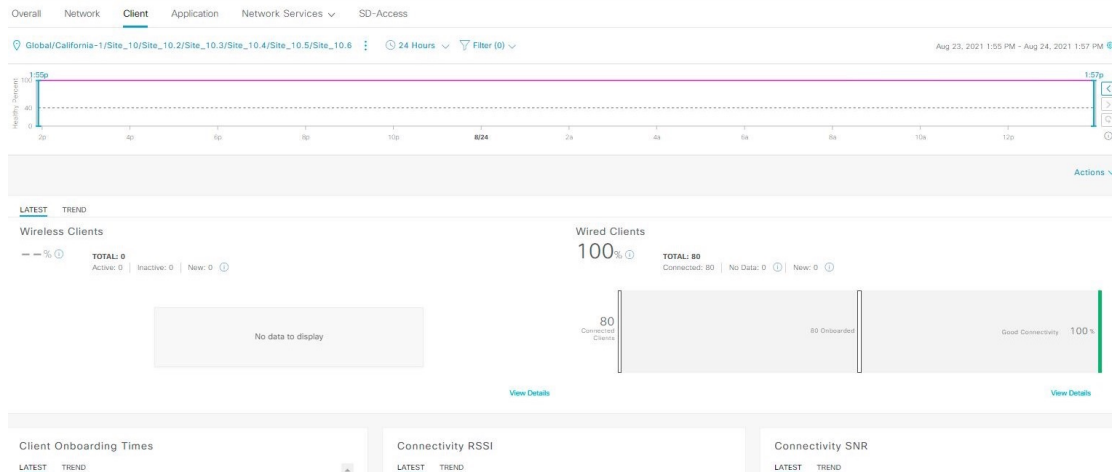 Overall Network Client Application Network Services SD-Access
Global/California-1/Site_10/Site_10.2/Site_10.3/Site_10.4/Site_10.5/Site_10.6 24 Hours Filter (0) Aug 23, 2021 1:55 PM - Aug 24, 2021 1:57 PM
1:55p 1:57p
Healthy Percent
100
40
0
2p 4p 6p 8p 10p 8/24 2a 4a 6a 8a 10a 12p
Actions
LATEST TREND
Wireless Clients
--%
TOTAL: 0
Active: 0 | Inactive: 0 | New: 0
No data to display
View Details
Wired Clients
100%
TOTAL: 80
Connected: 80 | No Data: 0 | New: 0
80
Connected
Clients
80 Onboarded
Good Connectivity 100%
View Details
Client Onboarding Times
LATEST TREND
Connectivity RSSI
LATEST TREND
Connectivity SNR
LATEST TREND